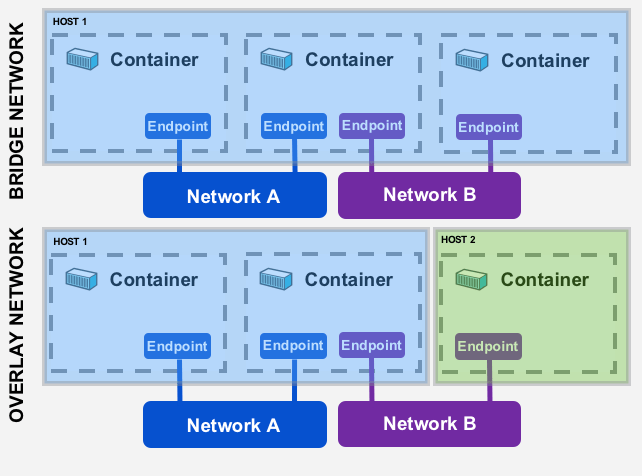 BRIDGE NETWORK
HOST 1
Container
Container
Container
Endpoint
Endpoint
Endpoint
Endpoint
Network A
Network B
OVERLAY NETWORK
HOST 1
HOST 2
Container
Container
Container
Endpoint
Endpoint
Endpoint
Endpoint
Network A
Network B